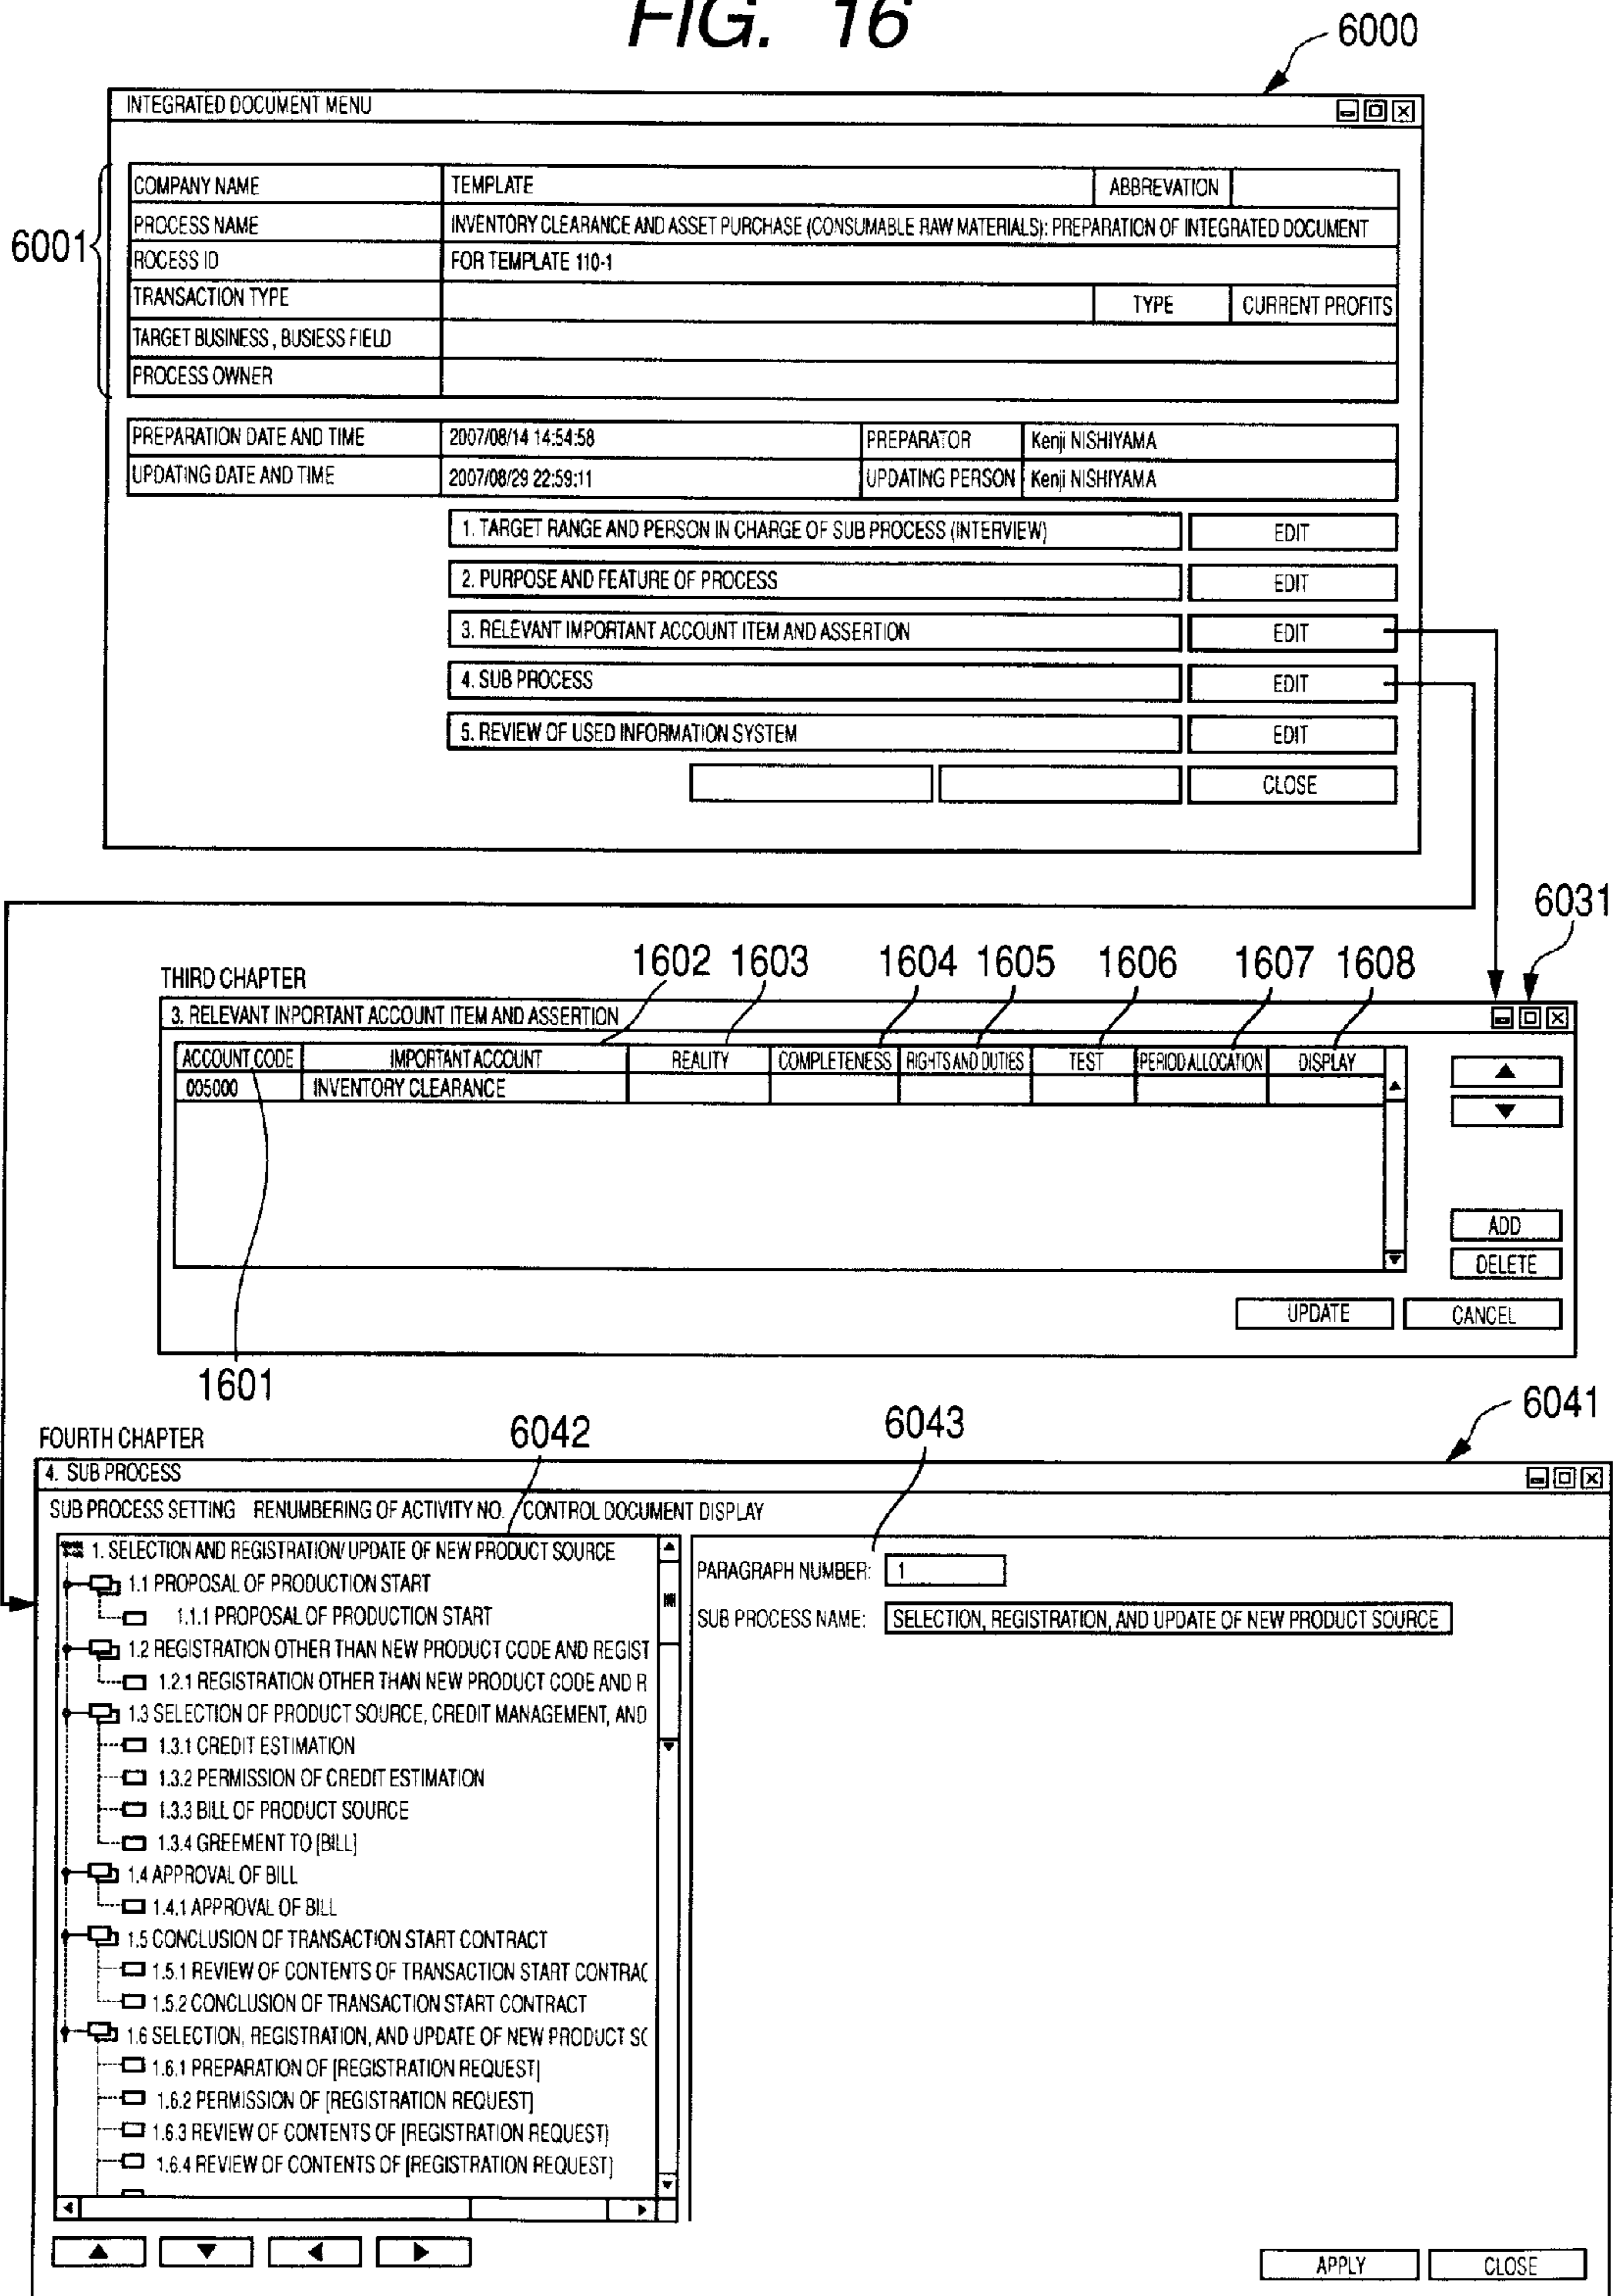 FIG. 16
6000
INTEGRATED DOCUMENT MENU
6001
COMPANY NAME TEMPLATE ABBREVATION
PROCESS NAME INVENTORY CLEARANCE AND ASSET PURCHASE (CONSUMABLE RAW MATERIALS): PREPARATION OF INTEGRATED DOCUMENT
ROCESS ID FOR TEMPLATE 110-1
TRANSACTION TYPE TYPE CURRENT PROFITS
TARGET BUSINESS, BUSIESS FIELD
PROCESS OWNER
PREPARATION DATE AND TIME 2007/08/14 14:54:58 PREPARATOR Kenji NISHIYAMA
UPDATING DATE AND TIME 2007/08/29 22:59:11 UPDATING PERSON Kenji NISHIYAMA
1. TARGET RANGE AND PERSON IN CHARGE OF SUB PROCESS (INTERVIEW) EDIT
2. PURPOSE AND FEATURE OF PROCESS EDIT
3. RELEVANT IMPORTANT ACCOUNT ITEM AND ASSERTION EDIT
4. SUB PROCESS EDIT
5. REVIEW OF USED INFORMATION SYSTEM EDIT
CLOSE
6031
1602 1603 1604 1605 1606 1607 1608
THIRD CHAPTER
3. RELEVANT INPORTANT ACCOUNT ITEM AND ASSERTION
ACCOUNT CODE IMPORTANT ACCOUNT REALITY COMPLETENESS RIGHTS AND DUTIES TEST PERIOD ALLOCATION DISPLAY
005000 INVENTORY CLEARANCE
ADD
DELETE
UPDATE CANCEL
1601
6041
6042 6043
FOURTH CHAPTER
4. SUB PROCESS
SUB PROCESS SETTING RENUMBERING OF ACTIVITY NO. CONTROL DOCUMENT DISPLAY
1. SELECTION AND REGISTRATION/UPDATE OF NEW PRODUCT SOURCE
1.1 PROPOSAL OF PRODUCTION START
1.1.1 PROPOSAL OF PRODUCTION START
1.2 REGISTRATION OTHER THAN NEW PRODUCT CODE AND REGIST
1.2.1 REGISTRATION OTHER THAN NEW PRODUCT CODE AND R
1.3 SELECTION OF PRODUCT SOURCE, CREDIT MANAGEMENT, AND
1.3.1 CREDIT ESTIMATION
1.3.2 PERMISSION OF CREDIT ESTIMATION
1.3.3 BILL OF PRODUCT SOURCE
1.3.4 GREEMENT TO [BILL]
1.4 APPROVAL OF BILL
1.4.1 APPROVAL OF BILL
1.5 CONCLUSION OF TRANSACTION START CONTRACT
1.5.1 REVIEW OF CONTENTS OF TRANSACTION START CONTRAC
1.5.2 CONCLUSION OF TRANSACTION START CONTRACT
1.6 SELECTION, REGISTRATION, AND UPDATE OF NEW PRODUCT SO
1.6.1 PREPARATION OF [REGISTRATION REQUEST]
1.6.2 PERMISSION OF [REGISTRATION REQUEST]
1.6.3 REVIEW OF CONTENTS OF [REGISTRATION REQUEST]
1.6.4 REVIEW OF CONTENTS OF [REGISTRATION REQUEST]
PARAGRAPH NUMBER: 1
SUB PROCESS NAME: SELECTION, REGISTRATION, AND UPDATE OF NEW PRODUCT SOURCE
APPLY CLOSE